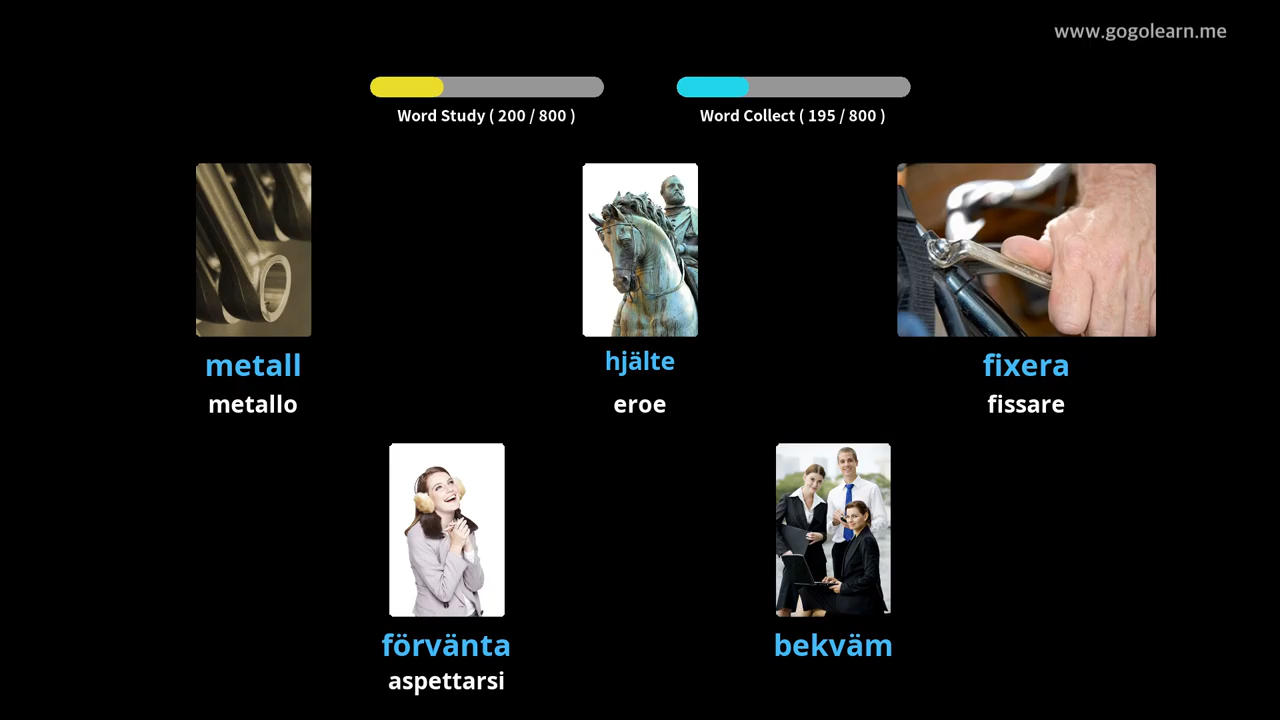 www.gogolearn.me
Word Study ( 200 / 800 )
Word Collect ( 195 / 800 )
metall
metallo
hjälte
eroe
fixera
fissare
förvänta
aspettarsi
bekväm